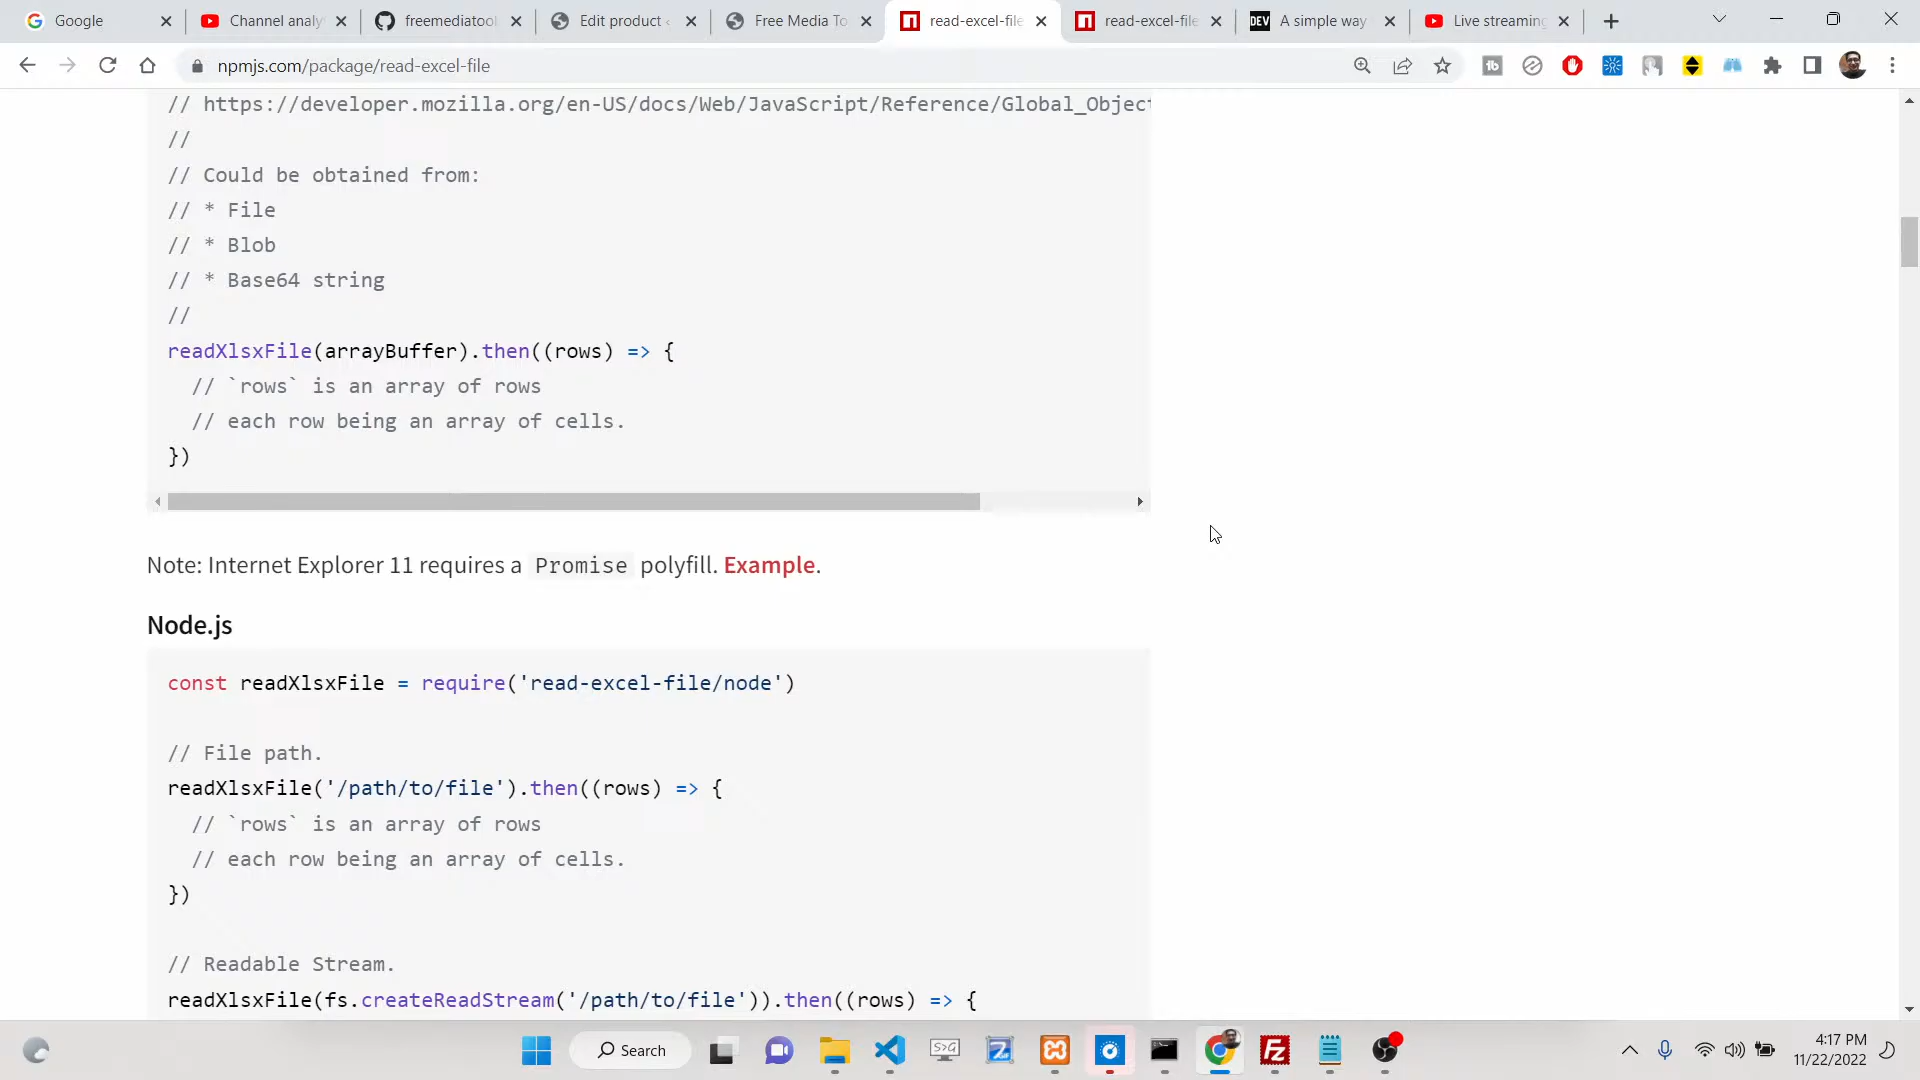 Google
Channel analy
freemediatool
Edit product
Free Media To
read-excel-file
read-excel-file
DEV
A simple way
Live streaming
npmjs.com/package/read-excel-file
// https://developer.mozilla.org/en-US/docs/Web/JavaScript/Reference/Global_Object
//
// Could be obtained from:
// * File
// * Blob
// * Base64 string
//
readXlsxFile(arrayBuffer).then((rows) => {
// `rows` is an array of rows
// each row being an array of cells.
})
Note: Internet Explorer 11 requires a Promise polyfill. Example.
Node.js
const readXlsxFile = require('read-excel-file/node')
// File path.
readXlsxFile('/path/to/file').then((rows) => {
// `rows` is an array of rows
// each row being an array of cells.
})
// Readable Stream.
readXlsxFile(fs.createReadStream('/path/to/file')).then((rows) => {
Search
4:17 PM
11/22/2022